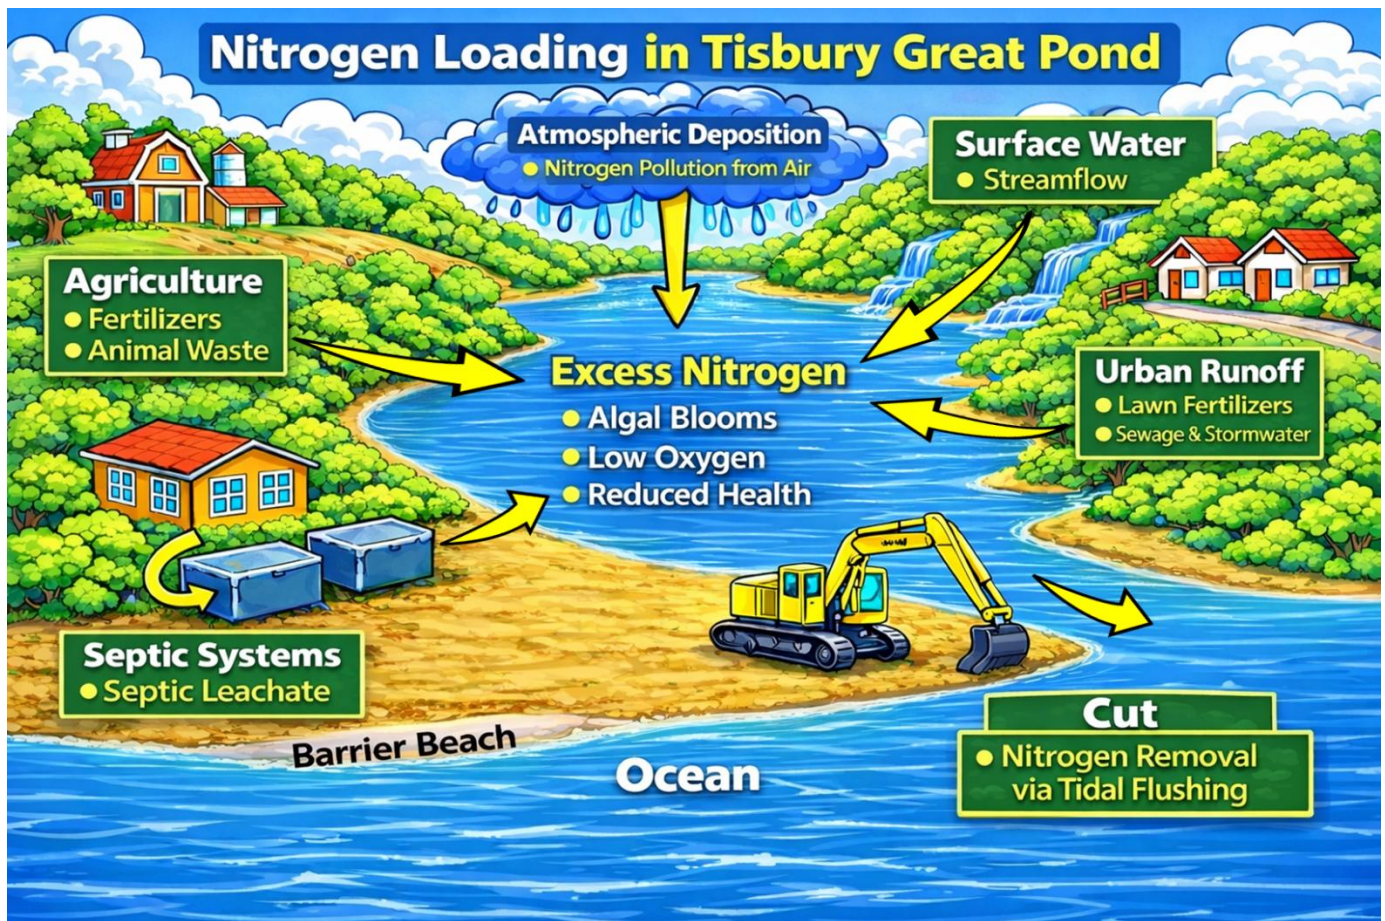 Nitrogen Loading in Tisbury Great Pond
Atmospheric Deposition
• Nitrogen Pollution from Air
Surface Water
• Streamflow
Agriculture
• Fertilizers
• Animal Waste
Excess Nitrogen
• Algal Blooms
• Low Oxygen
• Reduced Health
Urban Runoff
• Lawn Fertilizers
• Sewage & Stormwater
Septic Systems
• Septic Leachate
Barrier Beach
Ocean
Cut
• Nitrogen Removal
via Tidal Flushing